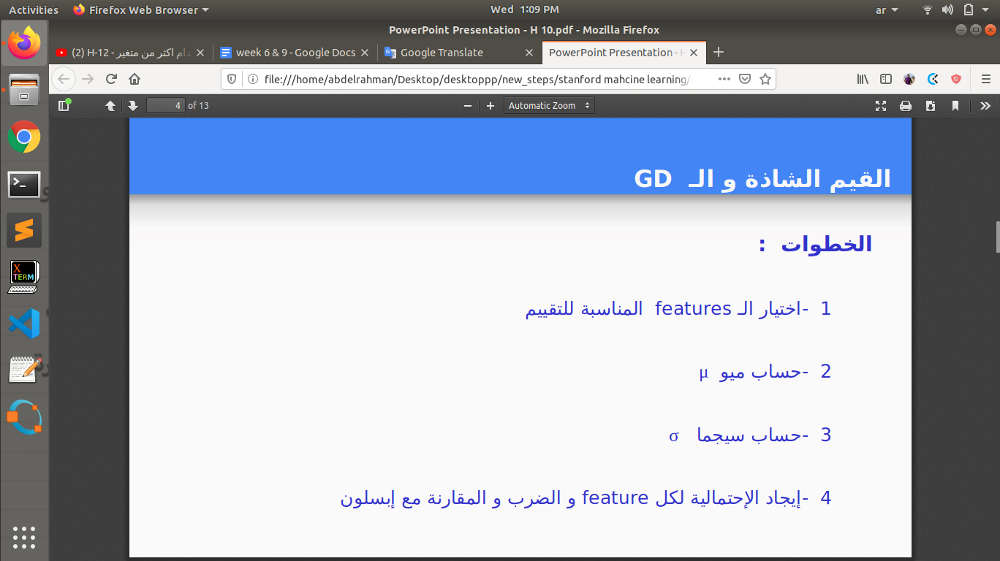 Activities
Firefox Web Browser
Wed 1:09 PM
ar
PowerPoint Presentation - H 10.pdf - Mozilla Firefox
(2) H-12 - دام اكثر من متغير
week 6 & 9 - Google Docs
Google Translate
PowerPoint Presentation - H
file:///home/abdelrahman/Desktop/desktoppp/new_steps/stanford mahcine learning/
4 of 13
Automatic Zoom
القيم الشاذة و الـ GD
الخطوات :
1 -اختيار الـ features المناسبة للتقييم
2 -حساب ميو μ
3 -حساب سيجما σ
4 -إيجاد الإحتمالية لكل feature و الضرب و المقارنة مع إبسلون
X
TERM